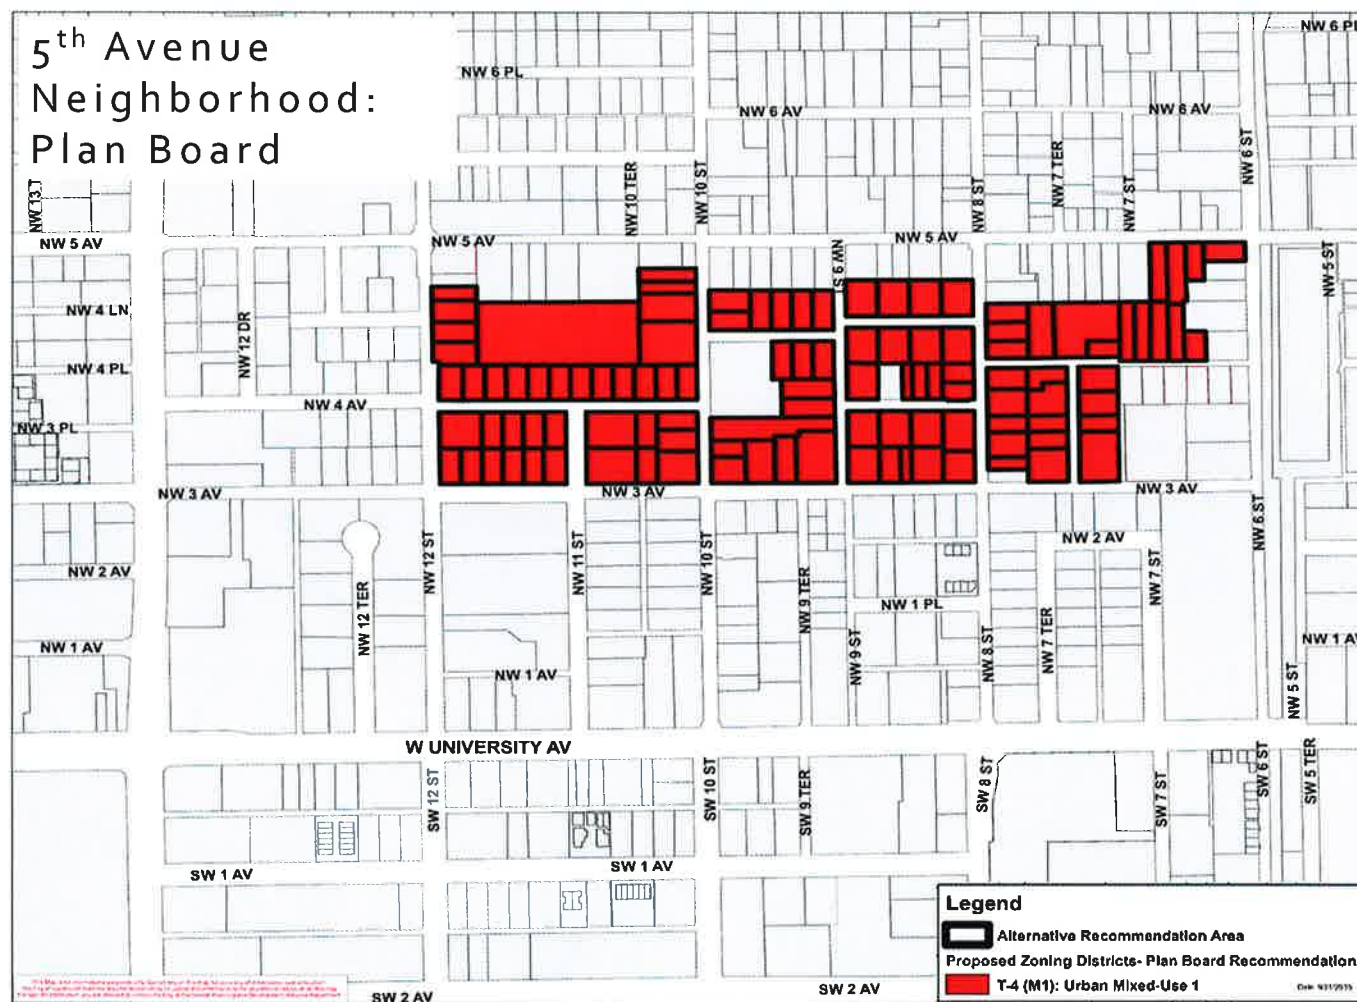 5th Avenue
Neighborhood:
Plan Board
NW 6 PL
NW 6 PL
NW 6 AV
NW 6 AV
NW 13 T
NW 10 TER
NW 10 ST
NW 8 ST
NW 7 TER
NW 7 ST
NW 6 ST
NW 5 AV
NW 5 AV
NW 5 AV
NW 9 ST
NW 5 ST
NW 4 LN
NW 12 DR
NW 4 PL
NW 4 AV
NW 3 PL
NW 3 AV
NW 3 AV
NW 3 AV
NW 12 ST
NW 11 ST
NW 10 ST
NW 2 AV
NW 6 ST
NW 2 AV
NW 12 TER
NW 9 TER
NW 7 ST
NW 1 PL
NW 1 AV
NW 9 ST
NW 8 ST
NW 7 TER
NW 1 AV
NW 1 AV
NW 5 ST
W UNIVERSITY AV
SW 12 ST
SW 10 ST
SW 9 TER
SW 8 ST
SW 7 ST
SW 6 ST
SW 5 TER
SW 1 AV
SW 1 AV
SW 2 AV
SW 2 AV
Legend
Alternative Recommendation Area
Proposed Zoning Districts- Plan Board Recommendation
T-4 (M1): Urban Mixed-Use 1